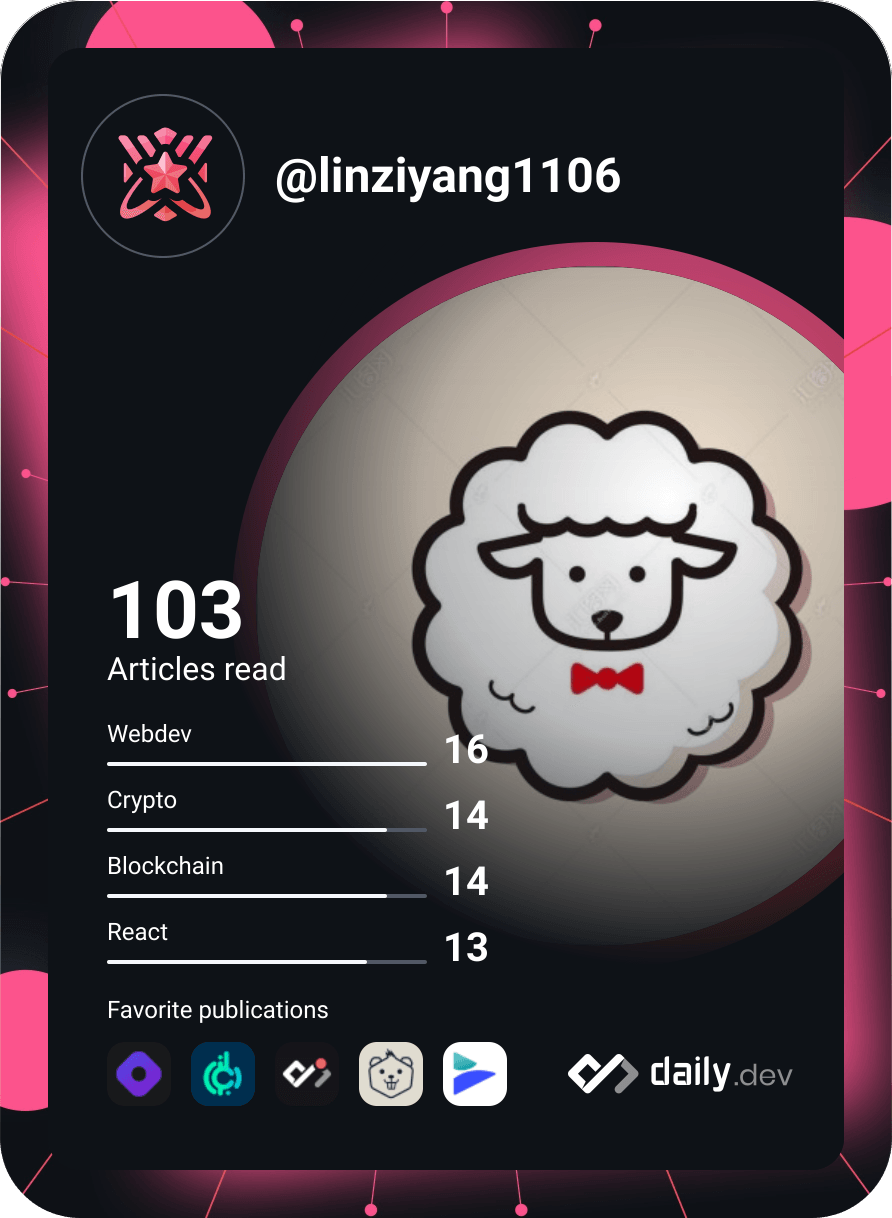 @linziyang1106
103
Articles read
Webdev
16
Crypto
14
Blockchain
14
React
13
Favorite publications
daily.dev